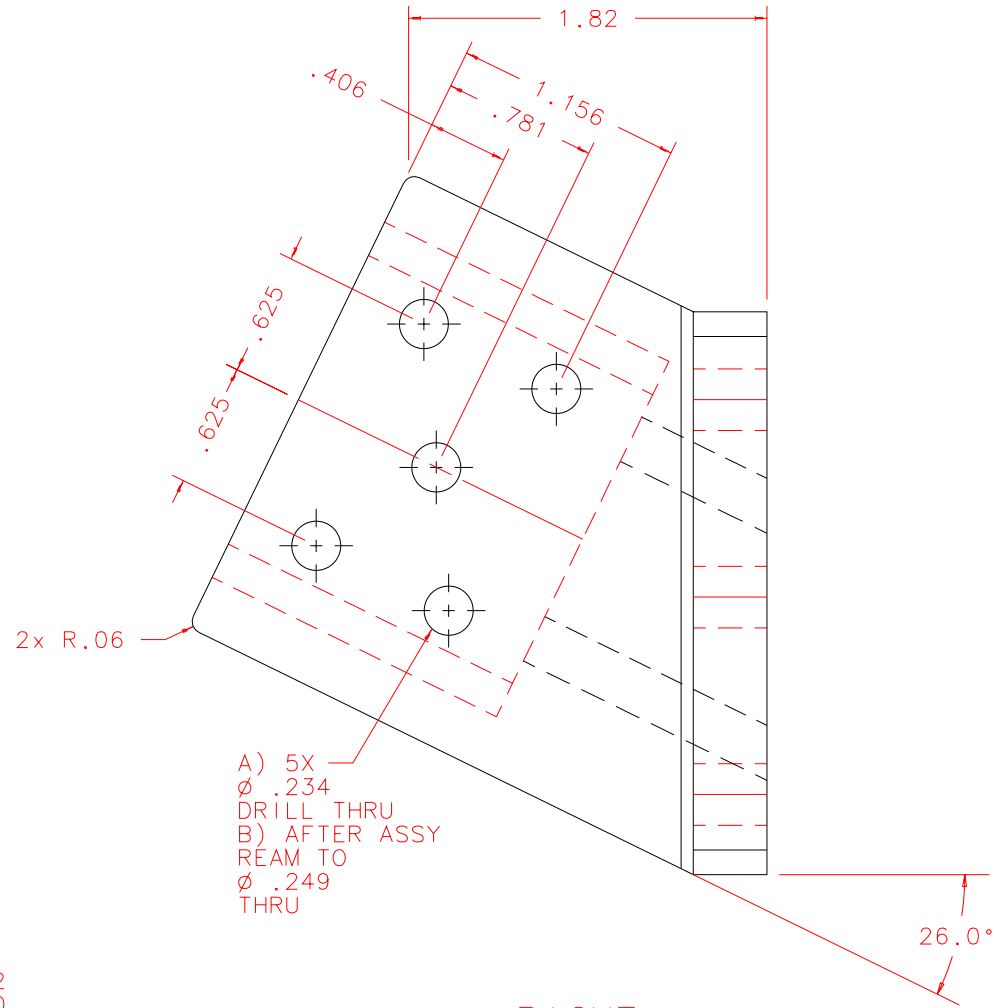 1.82
.406
1.156
.781
.625
.625
2x R.06
A) 5X
Ø .234
DRILL THRU
B) AFTER ASSY
REAM TO
Ø .249
THRU
26.0°